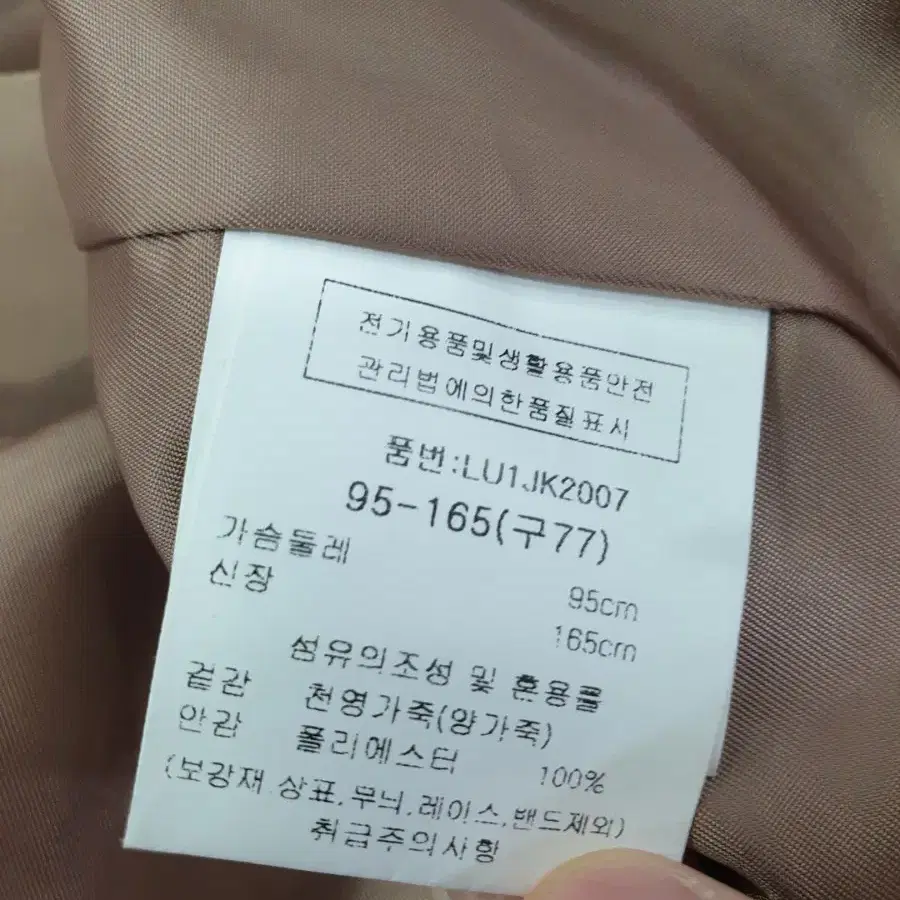 전기용품및생활용품안전
관리법에의한품질표시
품번:LU1JK2007
95-165(구77)
가슴둘레 95cm
신장 165cm
섬유의조성 및 혼용률
겉감 천연가죽(양가죽)
안감 폴리에스터 100%
(보강재.상표.무늬.레이스.밴드제외)
취급주의사항